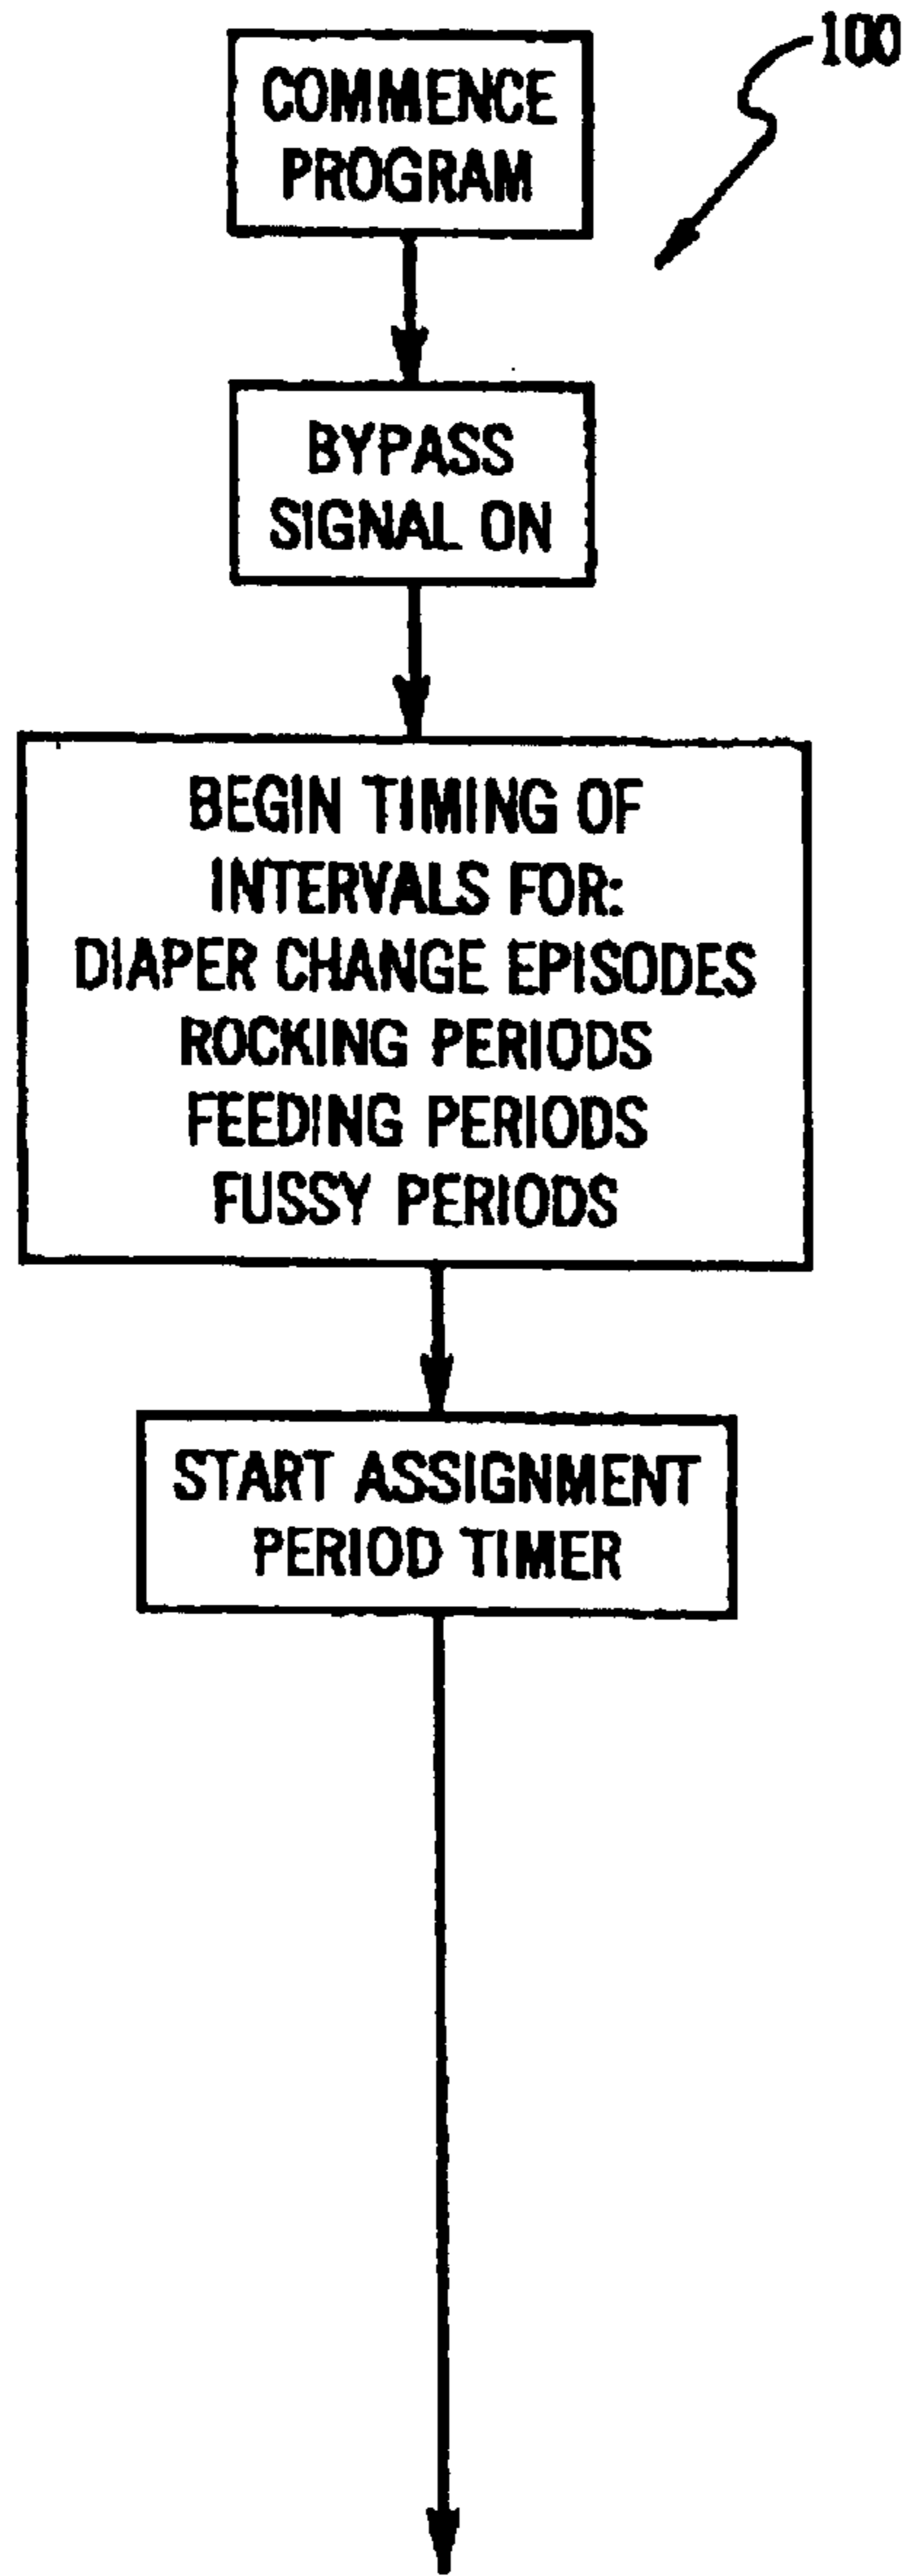 100
COMMENCE
PROGRAM
BYPASS
SIGNAL ON
BEGIN TIMING OF
INTERVALS FOR:
DIAPER CHANGE EPISODES
ROCKING PERIODS
FEEDING PERIODS
FUSSY PERIODS
START ASSIGNMENT
PERIOD TIMER